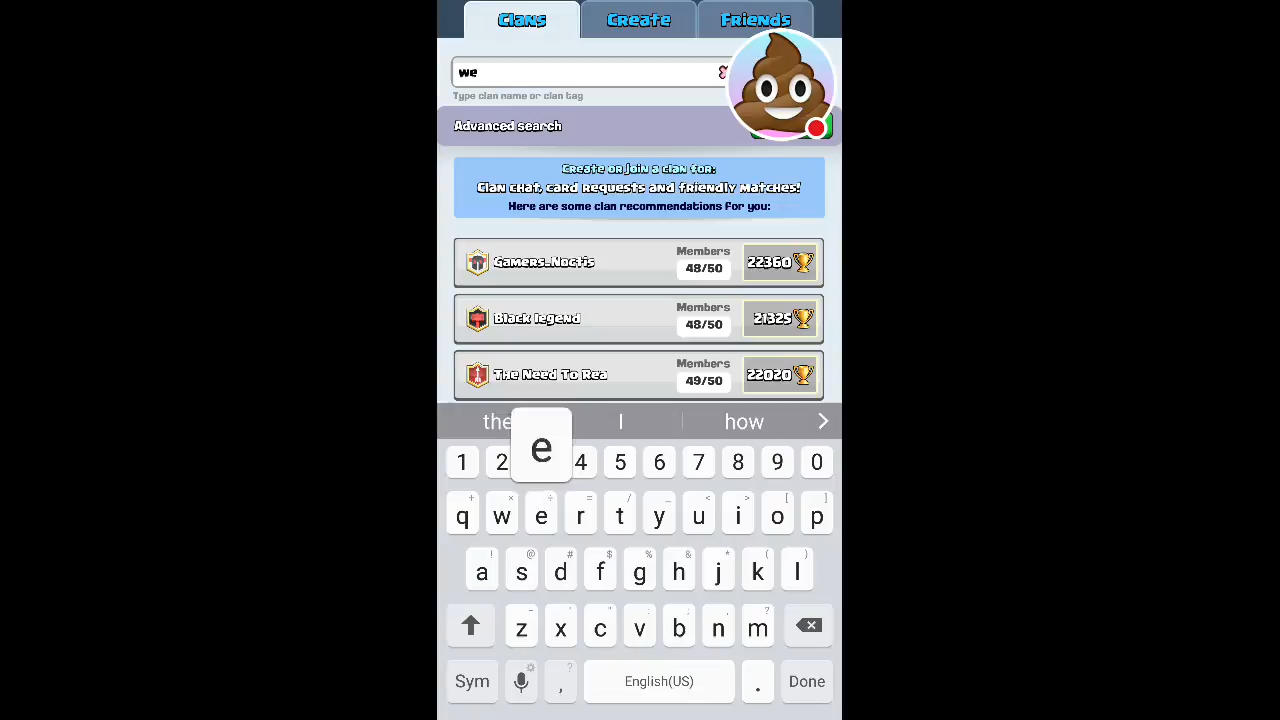 Clans Create Friends
we
Type clan name or clan tag
Advanced search
Create or join a clan for:
Clan chat, card requests and friendly matches!
Here are some clan recommendations for you:
Members
Gamers_Noctis 48/50 22360
Members
Black legend 48/50 21325
Members
The Need To Rea 49/50 22020
the I how
e
1 2 4 5 6 7 8 9 0
+ × ÷ = / _ < > [ ]
q w e r t y u i o p
! @ # $ % & * ( )
a s d f g h j k l
- ' " : ; , ?
z x c v b n m
?
Sym , English(US) . Done